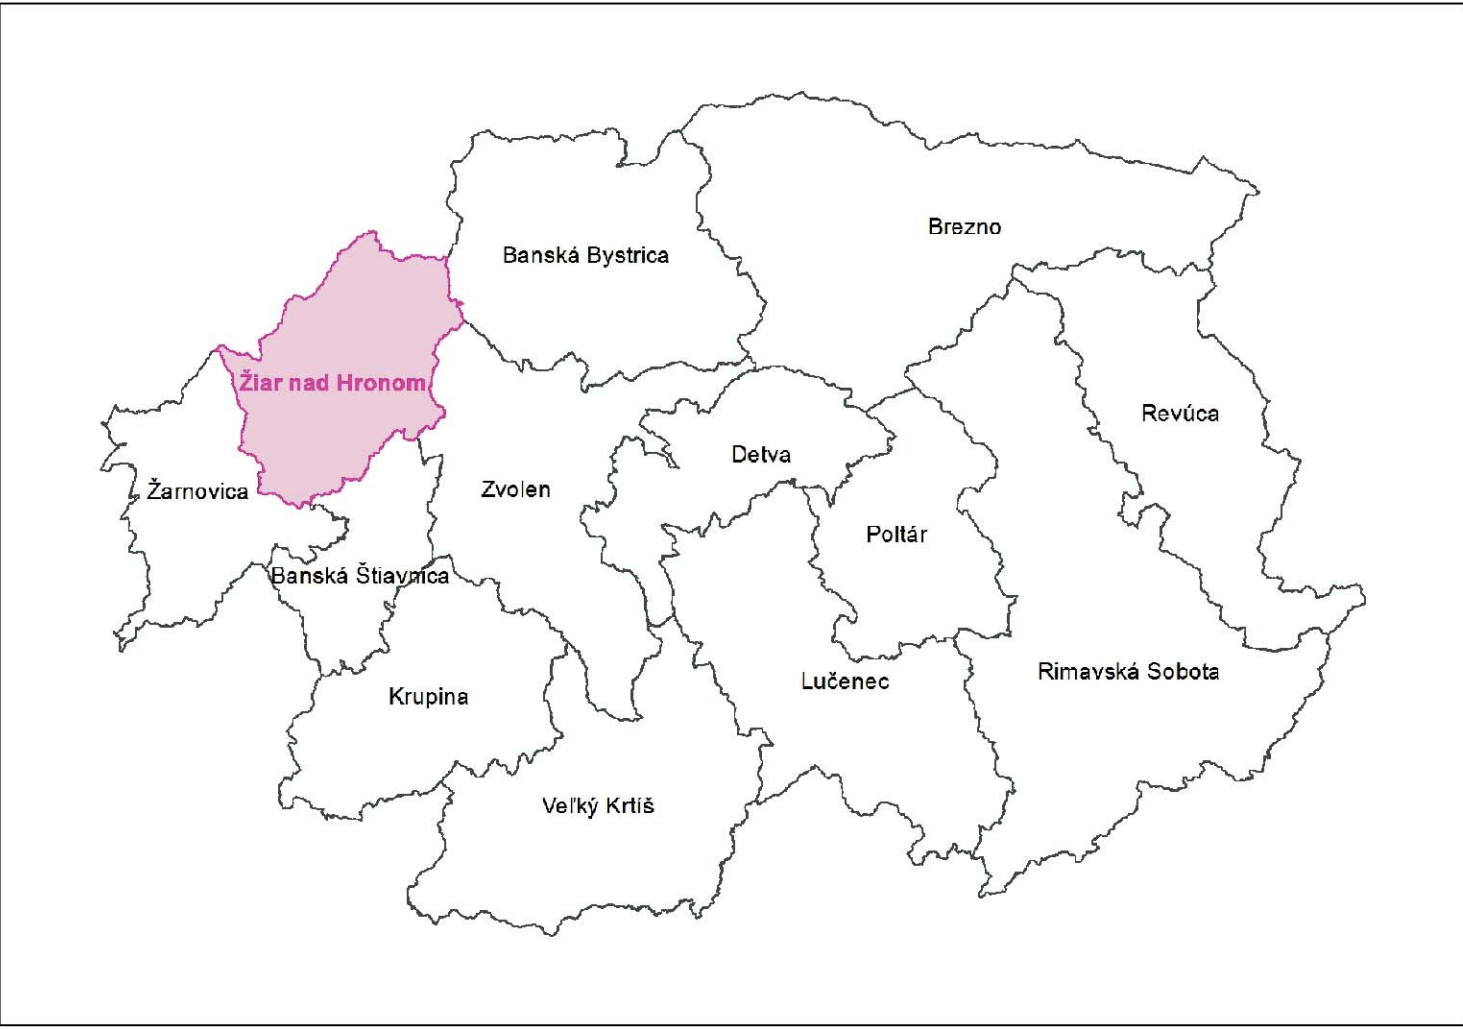 Brezno
Banská Bystrica
Žiar nad Hronom
Revúca
Detva
Žarnovica
Zvolen
Poltár
Banská Štiavnica
Rimavská Sobota
Lučenec
Krupina
Veľký Krtíš